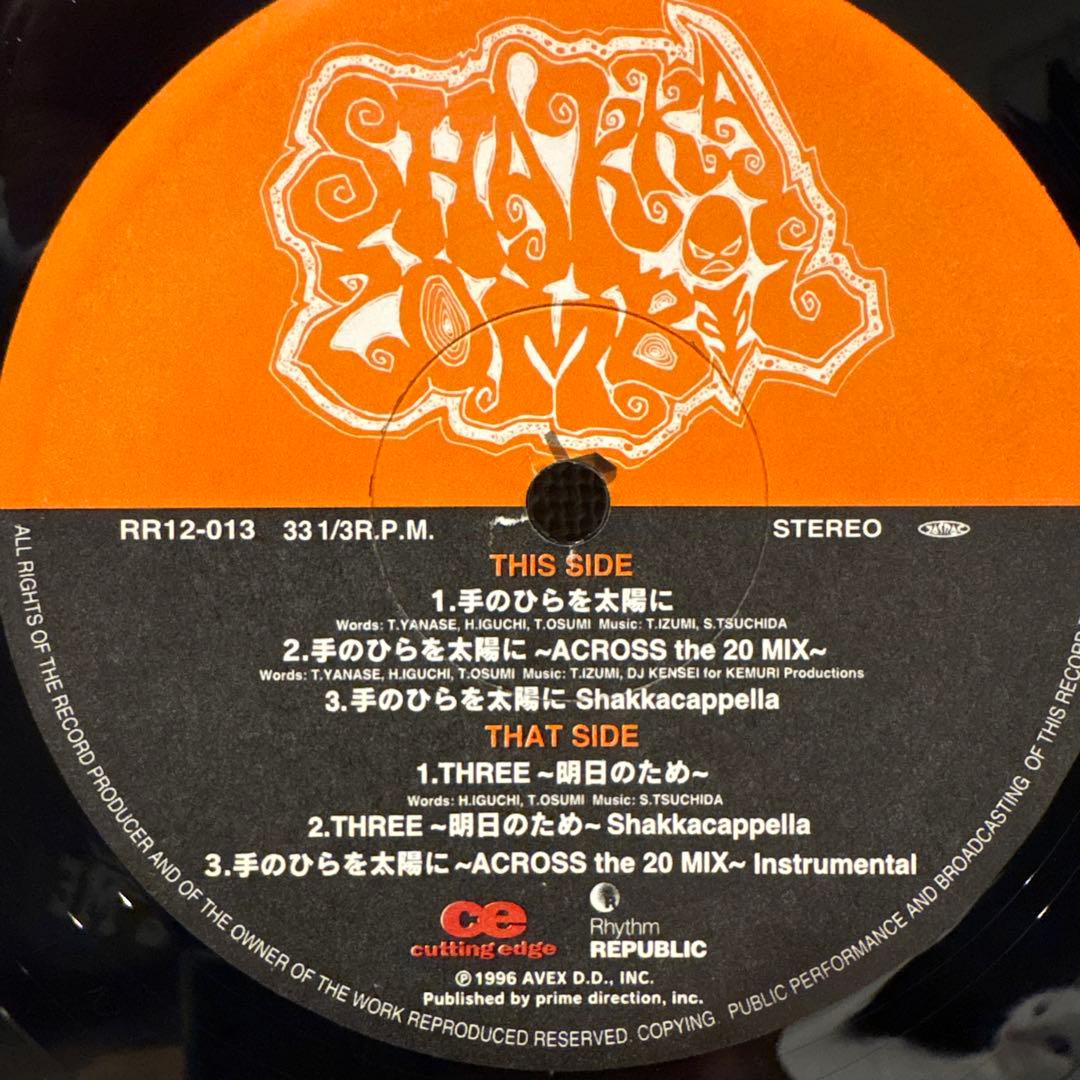 SHAKKA
ZOMBIE
RR12-013 33 1/3R.P.M. STEREO JASRAC
THIS SIDE
1.手のひらを太陽に
Words: T.YANASE, H.IGUCHI, T.OSUMI Music: T.IZUMI, S.TSUCHIDA
2.手のひらを太陽に ~ACROSS the 20 MIX~
Words: T.YANASE, H.IGUCHI, T.OSUMI Music: T.IZUMI, DJ KENSEI for KEMURI Productions
3.手のひらを太陽に Shakkacappella
THAT SIDE
1.THREE ~明日のため~
Words: H.IGUCHI, T.OSUMI Music: S.TSUCHIDA
2.THREE ~明日のため~ Shakkacappella
3.手のひらを太陽に ~ACROSS the 20 MIX~ Instrumental
ce
cutting edge
Rhythm
REPUBLIC
℗ 1996 AVEX D.D., INC.
Published by prime direction, inc.
ALL RIGHTS OF THE RECORD PRODUCER AND OF THE OWNER OF THE WORK REPRODUCED RESERVED. COPYING. PUBLIC PERFORMANCE AND BROADCASTING OF THIS RECORD